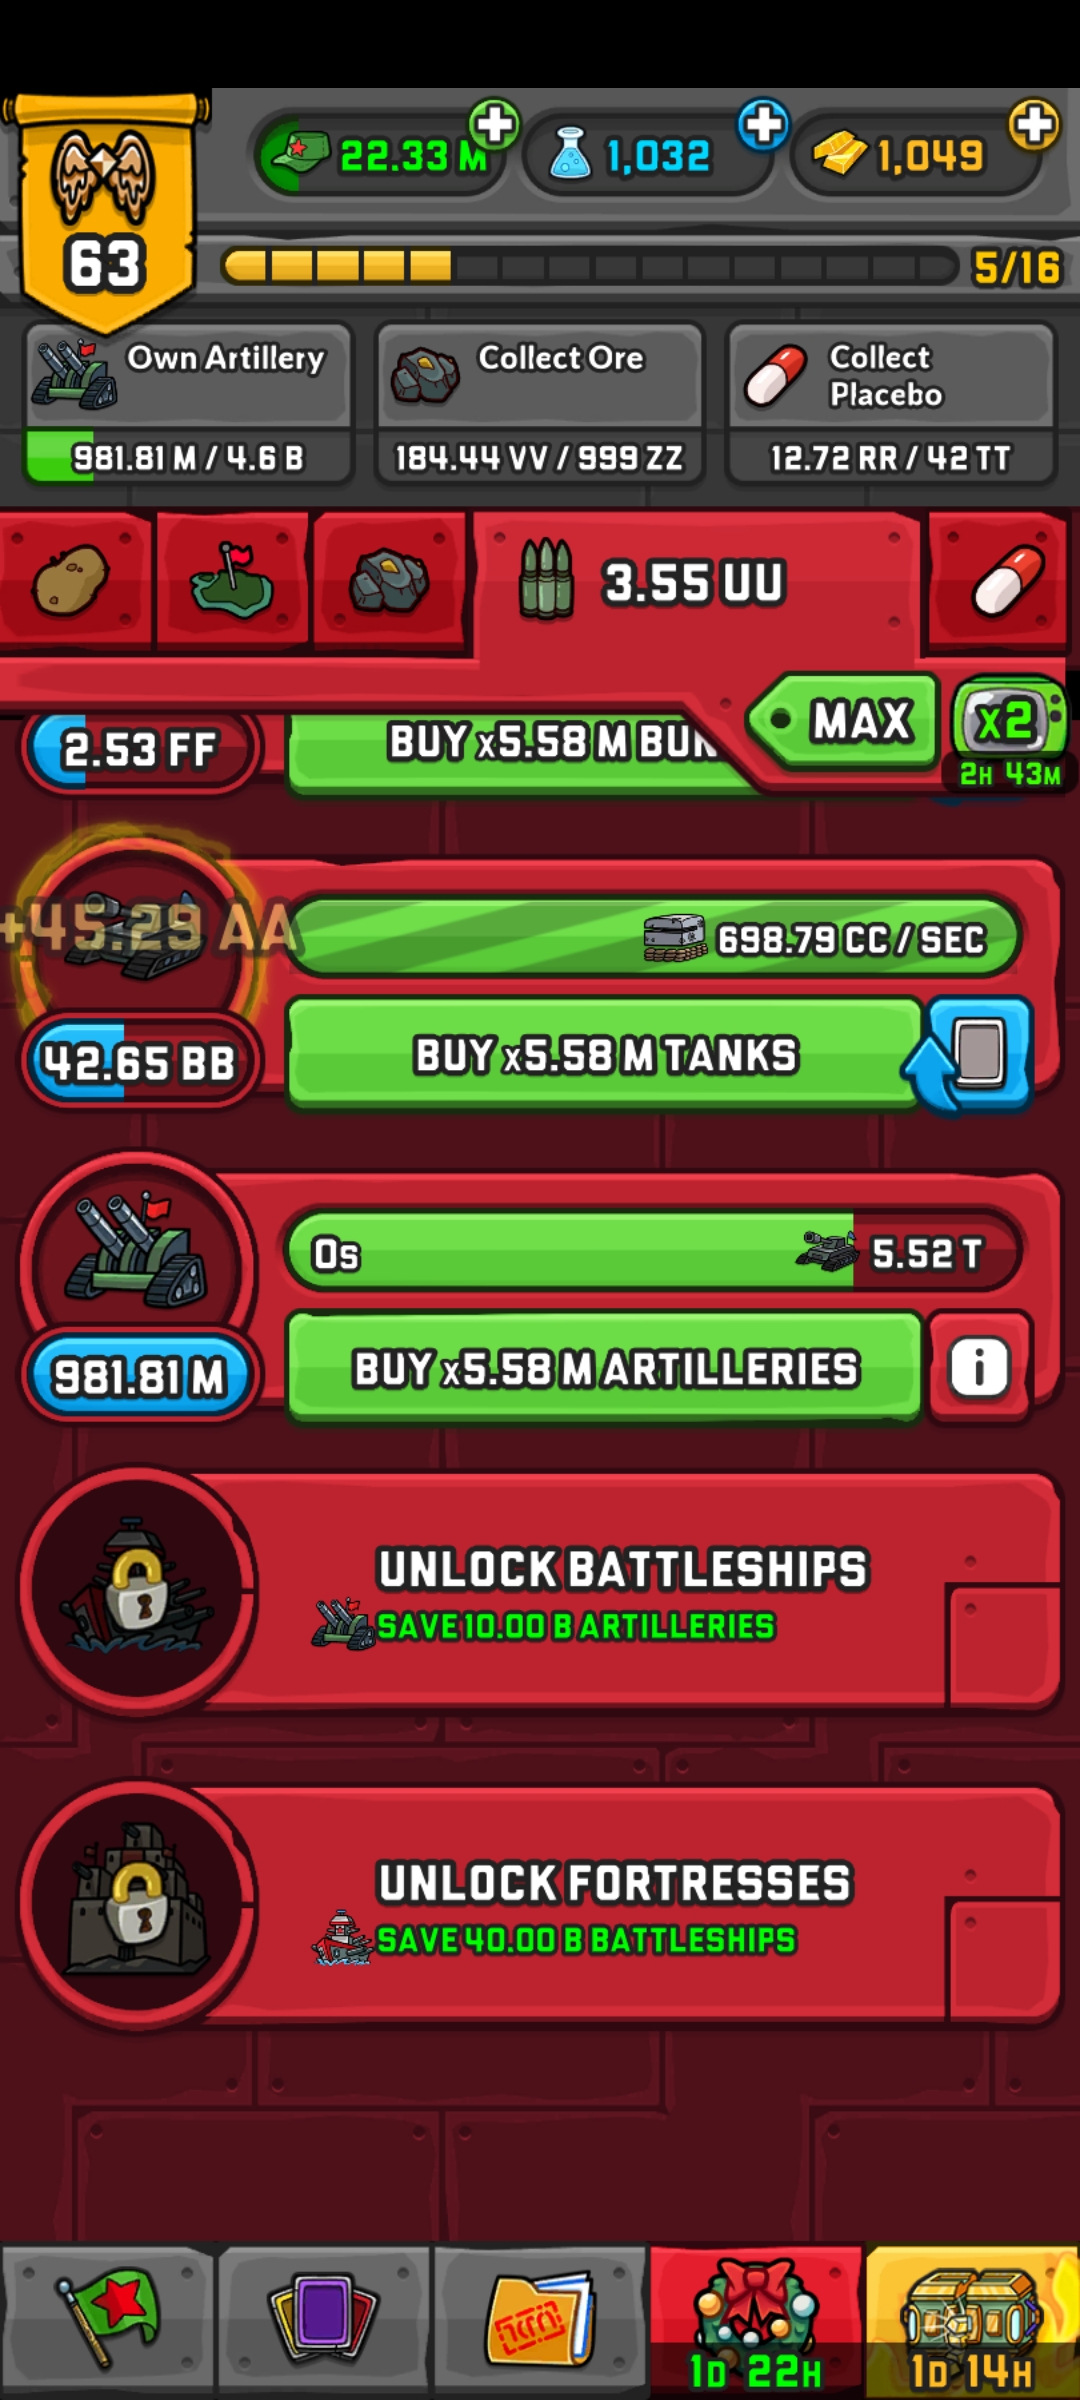 22.33 M
1,032
1,049
63
5/16
Own Artillery
981.81 M / 4.6 B
Collect Ore
184.44 VV / 999 ZZ
Collect
Placebo
12.72 RR / 42 TT
3.55 UU
MAX
x2
2H 43M
2.53 FF
BUY x5.58 M BUN
+45.29 AA
698.79 CC / SEC
42.65 BB
BUY x5.58 M TANKS
0s
5.52 T
981.81 M
BUY x5.58 M ARTILLERIES
i
UNLOCK BATTLESHIPS
SAVE 10.00 B ARTILLERIES
UNLOCK FORTRESSES
SAVE 40.00 B BATTLESHIPS
1D 22H
1D 14H